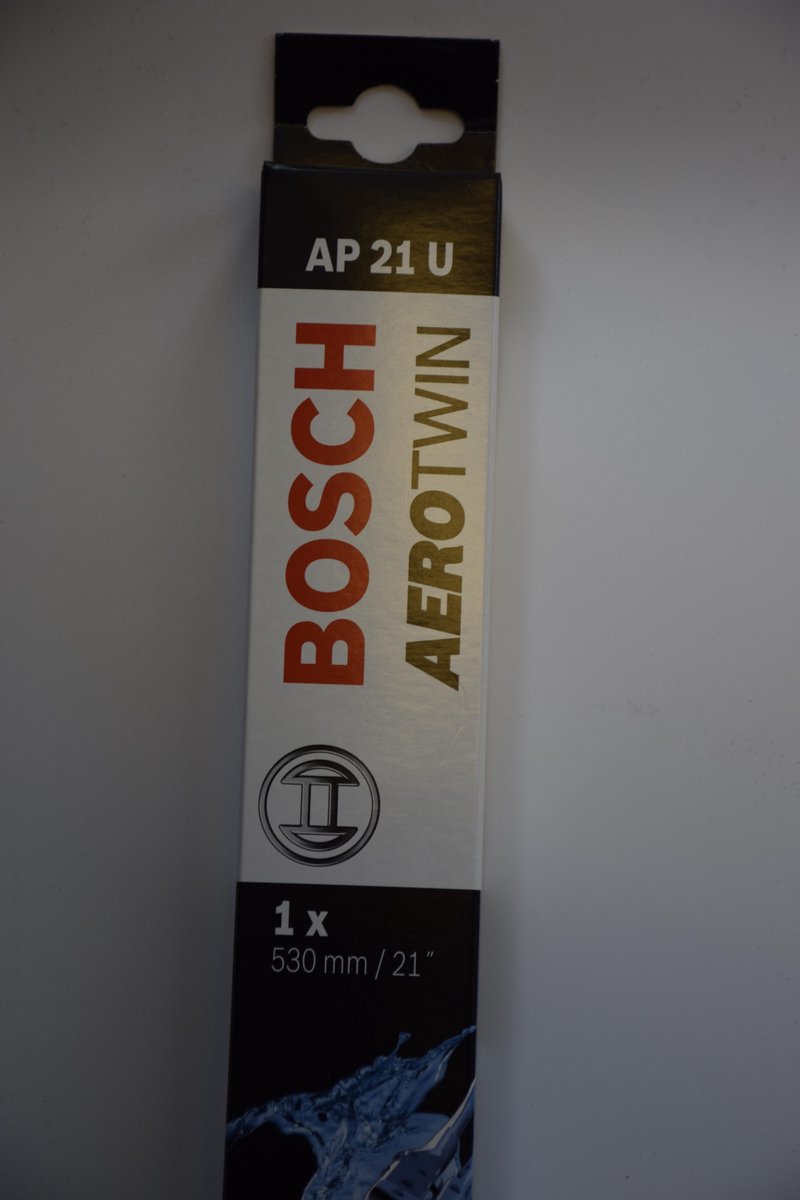 AP 21 U
BOSCH
AEROTWIN
1 x
530 mm / 21"